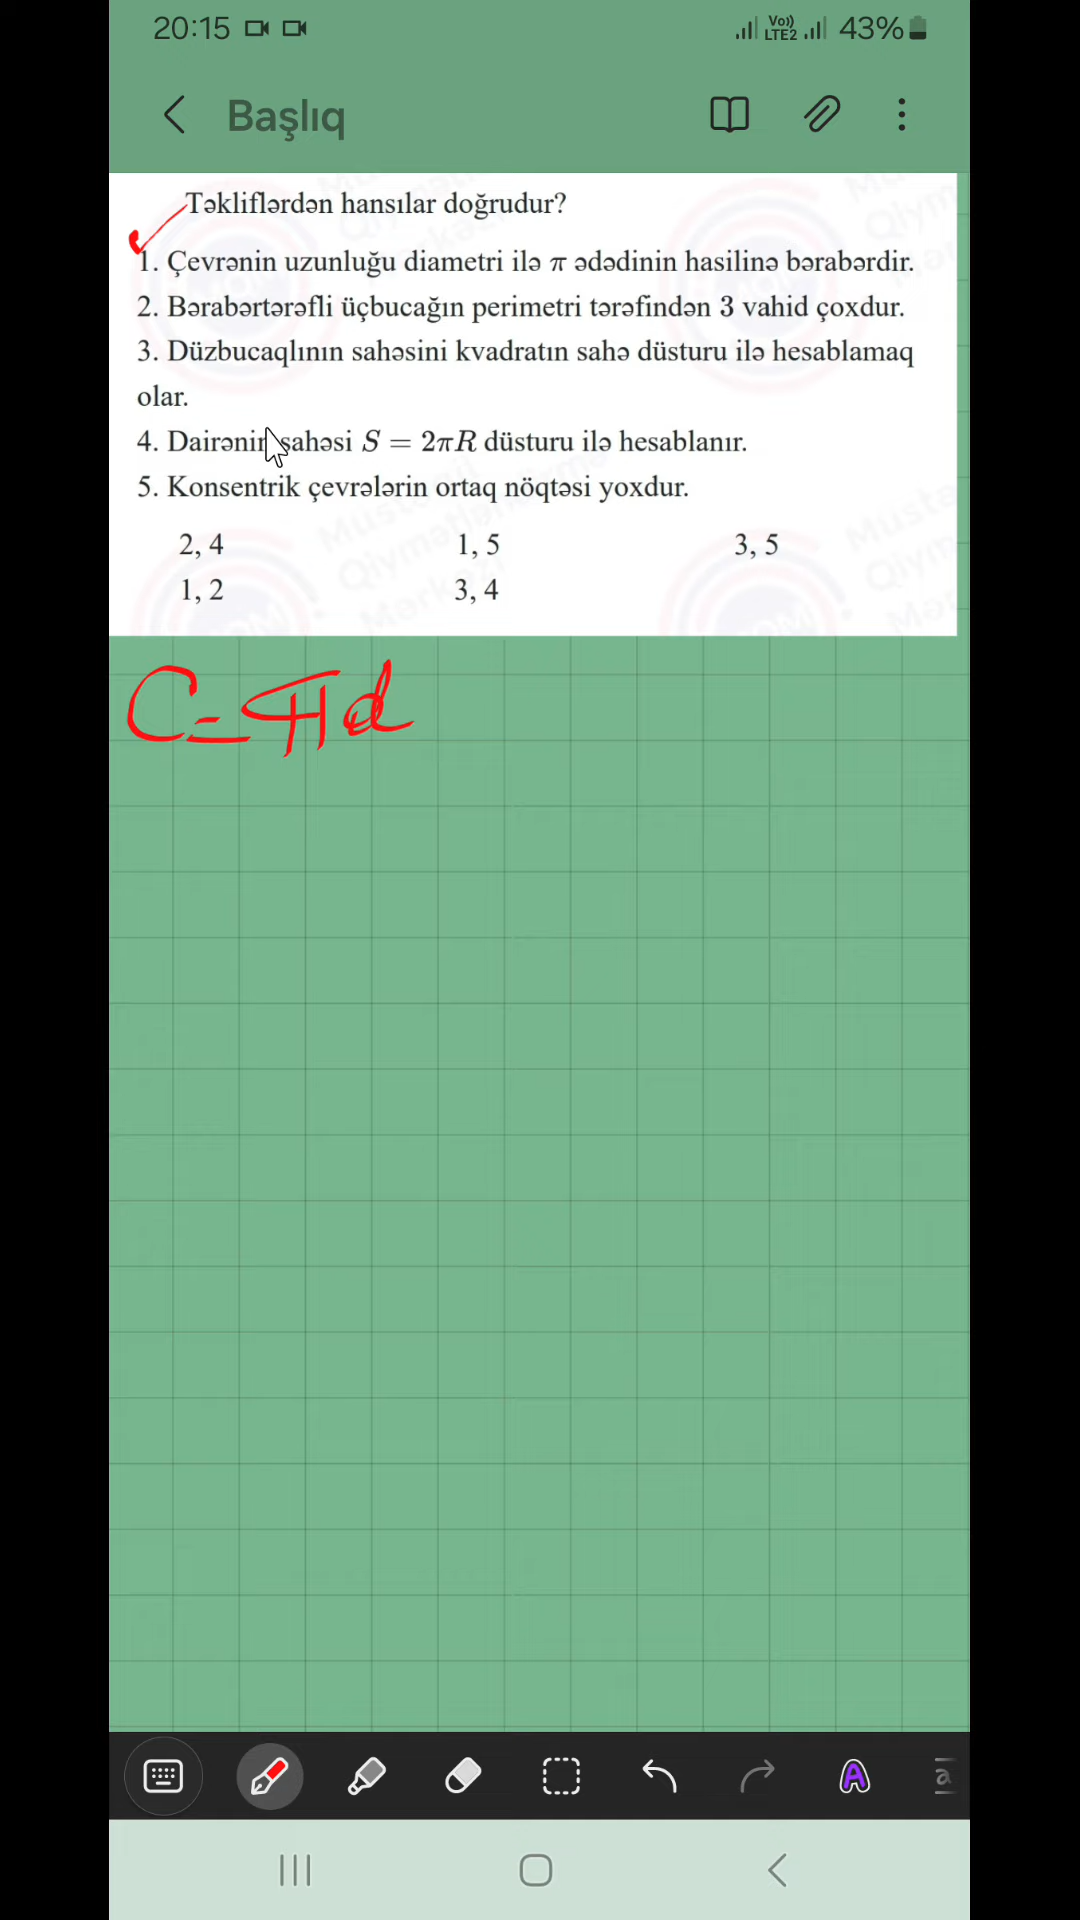 20:15 Vo)) LTE2 43%
Başlıq
Təkliflərdən hansılar doğrudur?
1. Çevrənin uzunluğu diametri ilə π ədədinin hasilinə bərabərdir.
2. Bərabərtərəfli üçbucağın perimetri tərəfindən 3 vahid çoxdur.
3. Düzbucaqlının sahəsini kvadratın sahə düsturu ilə hesablamaq
olar.
4. Dairənin sahəsi S = 2πR düsturu ilə hesablanır.
5. Konsentrik çevrələrin ortaq nöqtəsi yoxdur.
2, 4 1, 5 3, 5
1, 2 3, 4
C = πd
A a